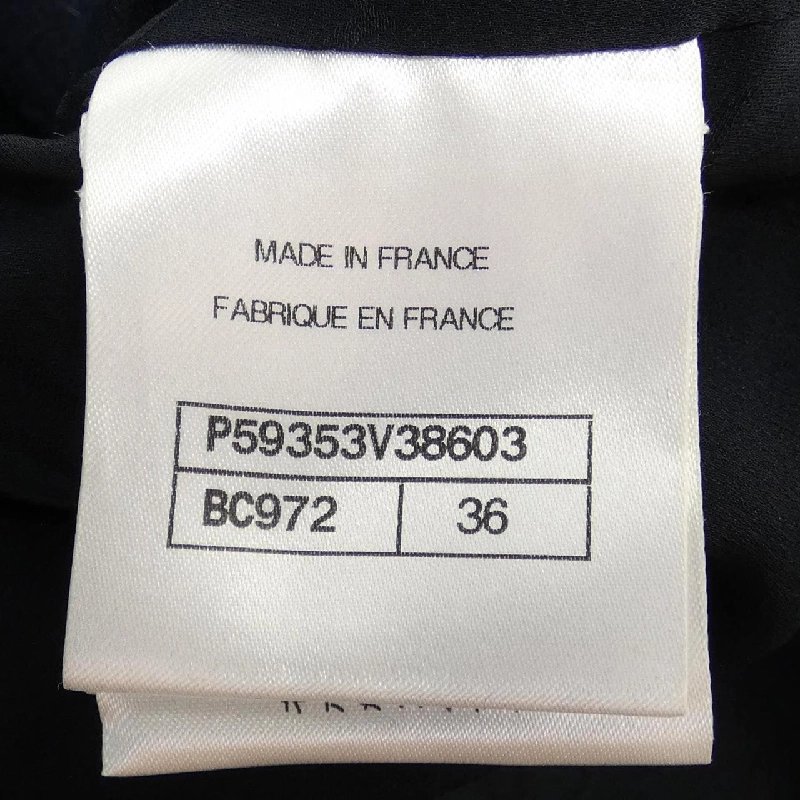 MADE IN FRANCE
FABRIQUE EN FRANCE
P59353V38603
BC972 36